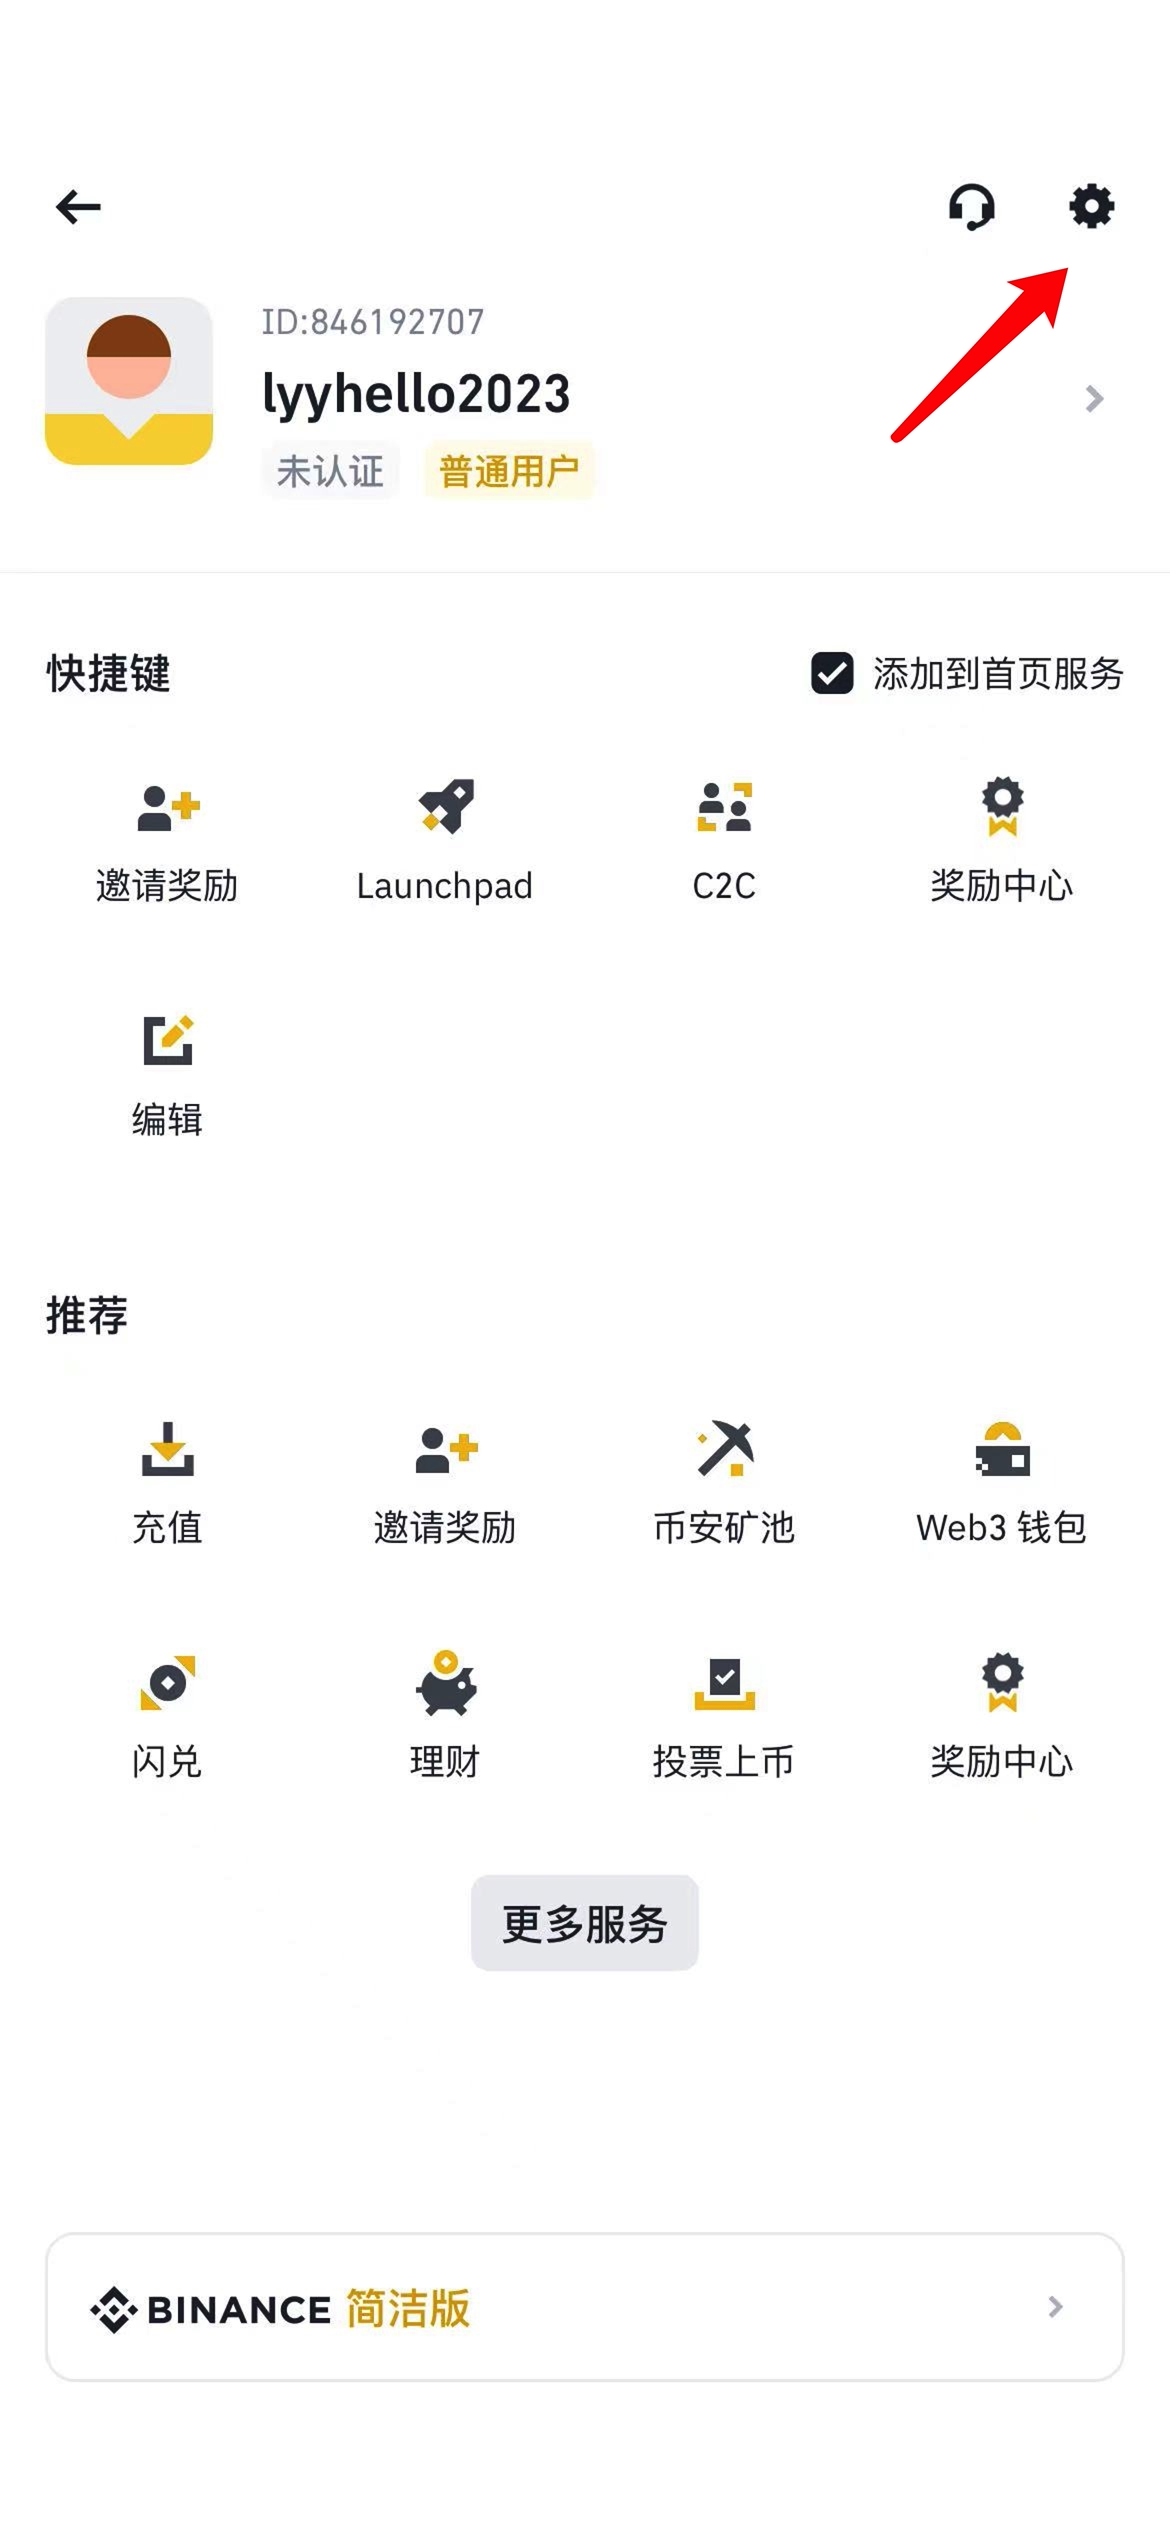 ID:846192707
lyyhello2023
未认证 普通用户
快捷键 添加到首页服务
邀请奖励 Launchpad C2C 奖励中心
编辑
推荐
充值 邀请奖励 币安矿池 Web3 钱包
闪兑 理财 投票上币 奖励中心
更多服务
BINANCE 简洁版